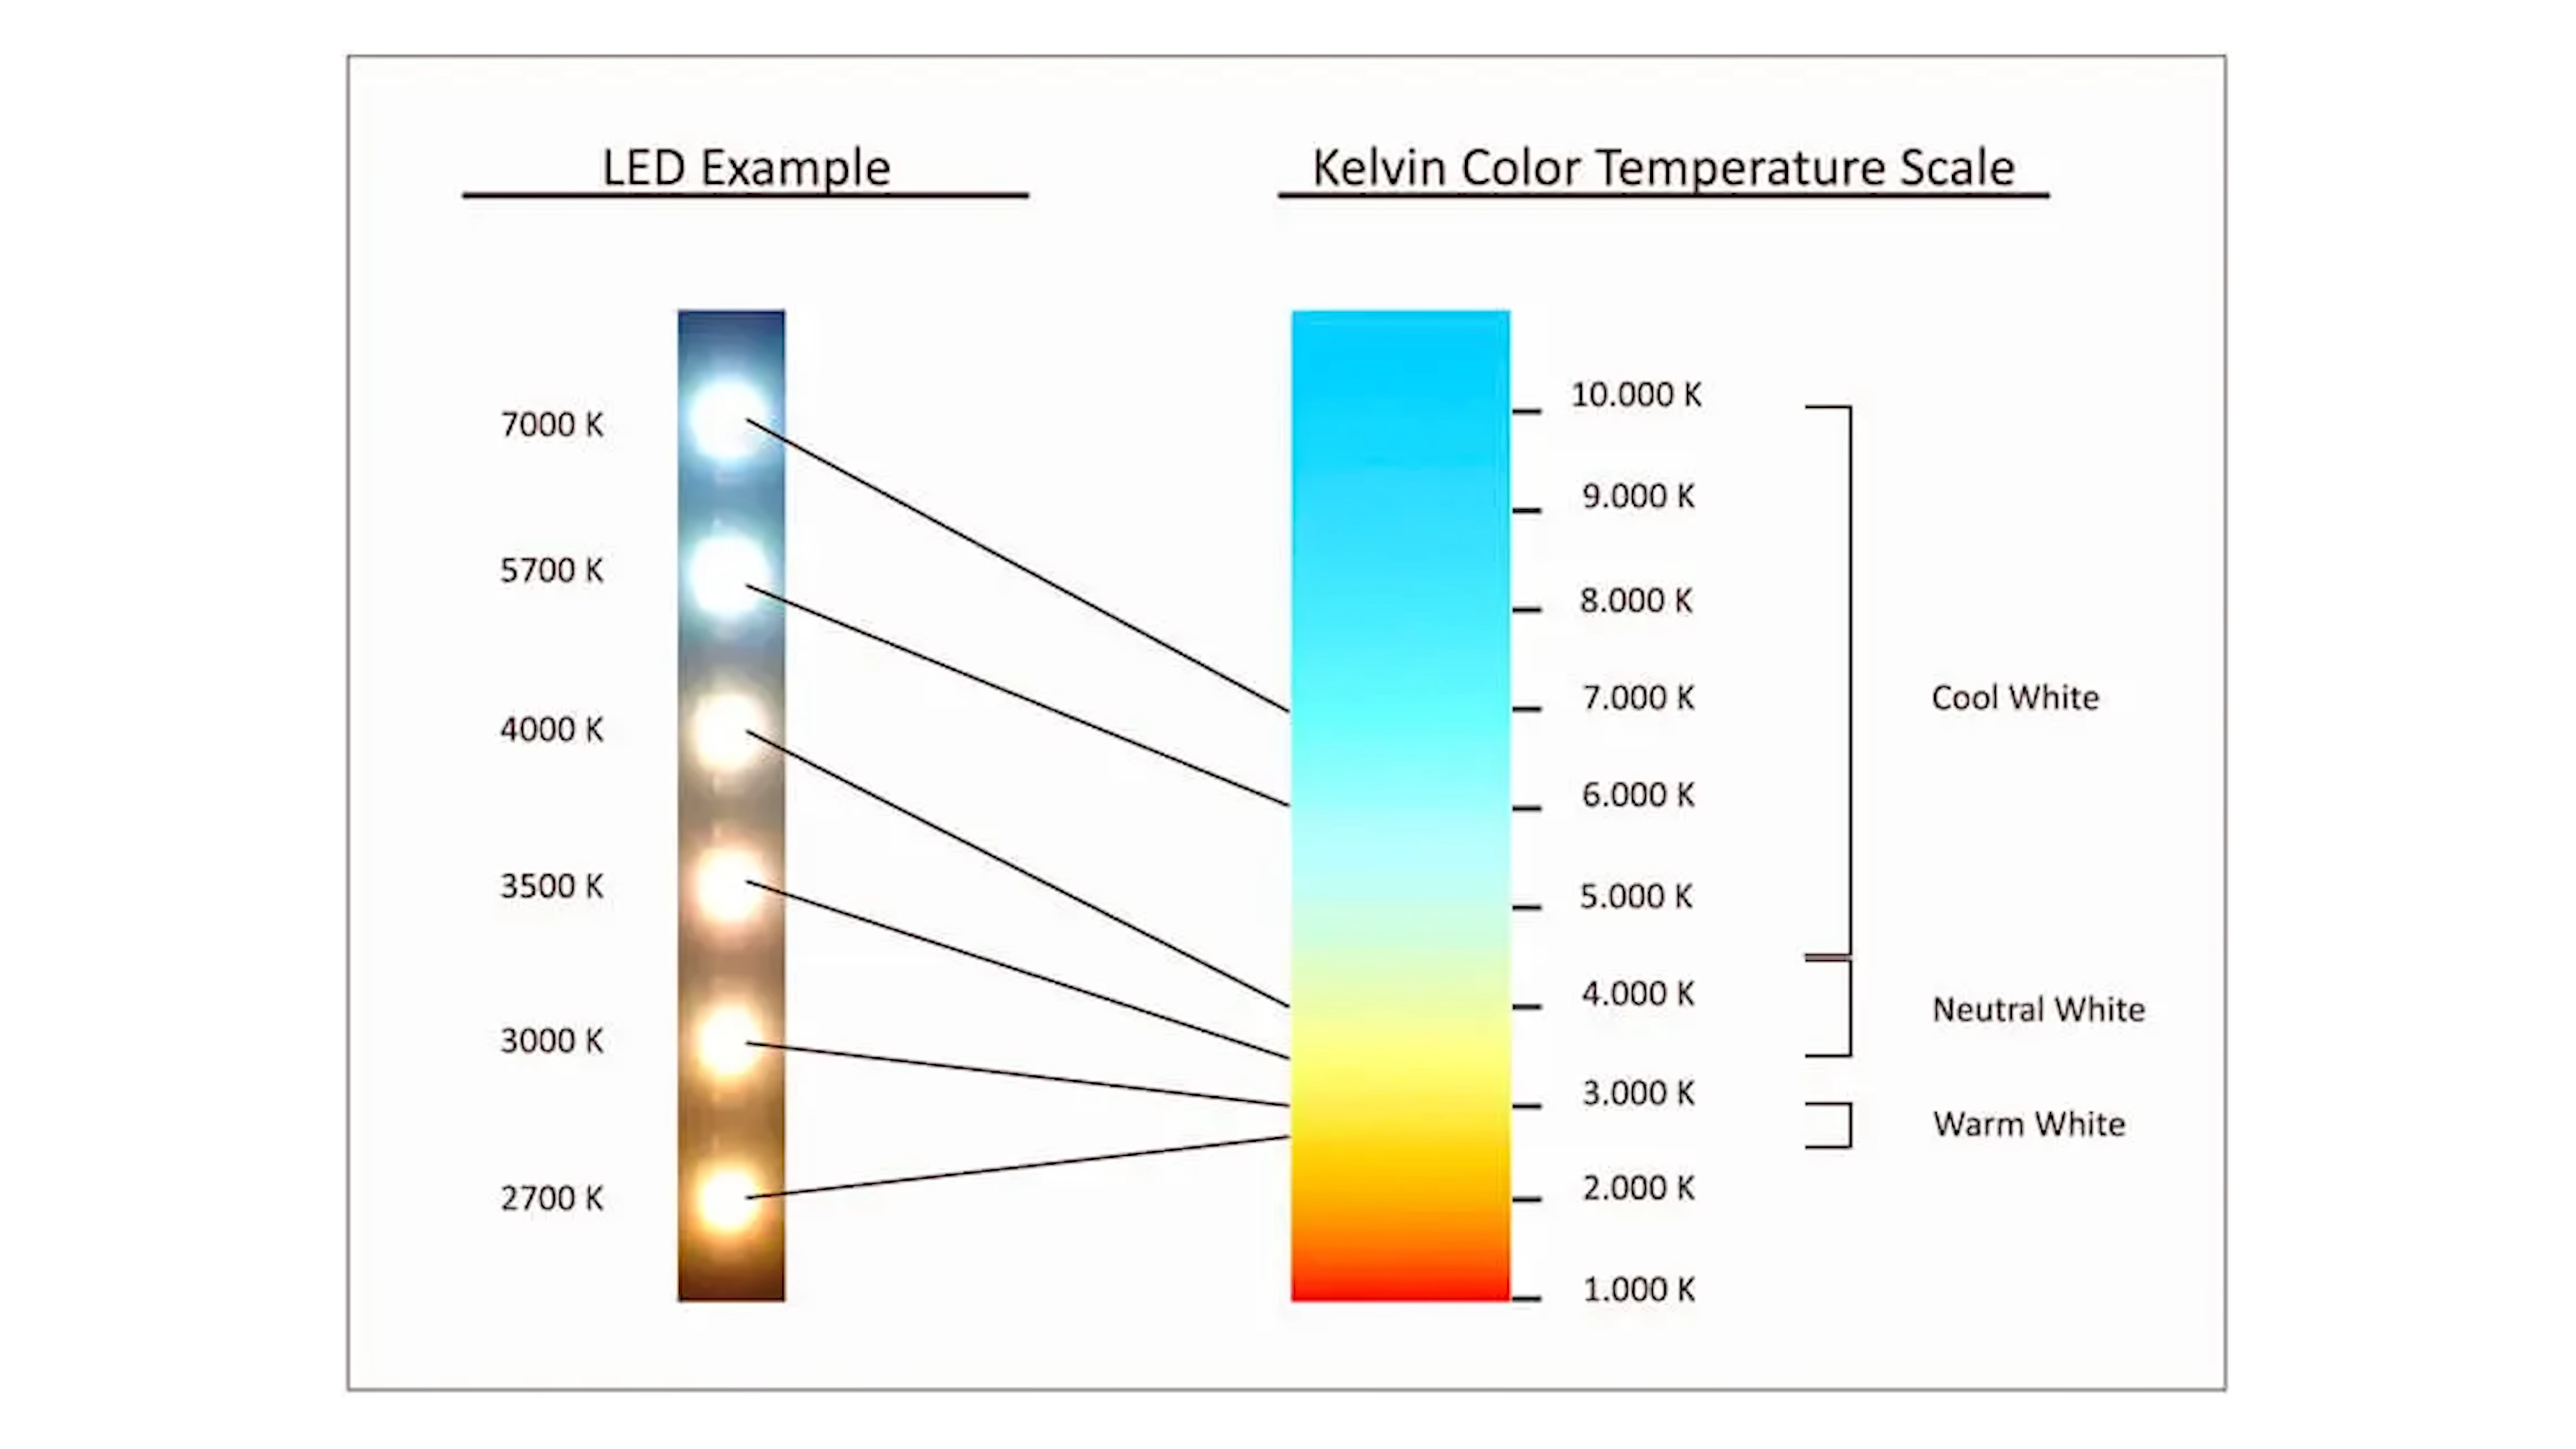 LED Example
Kelvin Color Temperature Scale
7000 K
5700 K
4000 K
3500 K
3000 K
2700 K
10.000 K
9.000 K
8.000 K
7.000 K
6.000 K
5.000 K
4.000 K
3.000 K
2.000 K
1.000 K
Cool White
Neutral White
Warm White